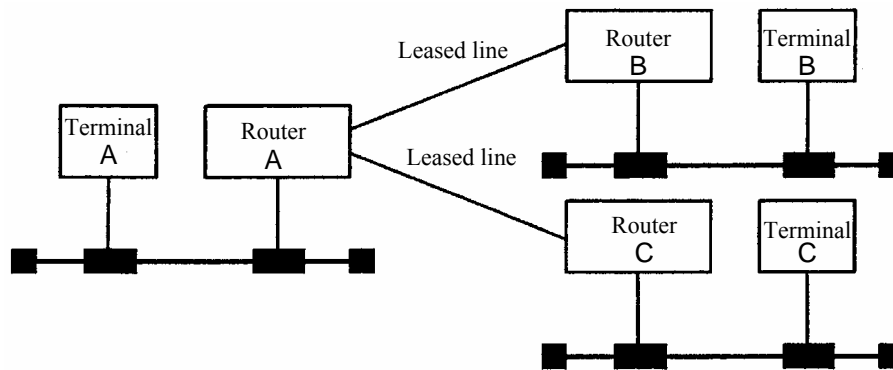 Terminal
A
Router
A
Leased line
Leased line
Router
B
Terminal
B
Router
C
Terminal
C